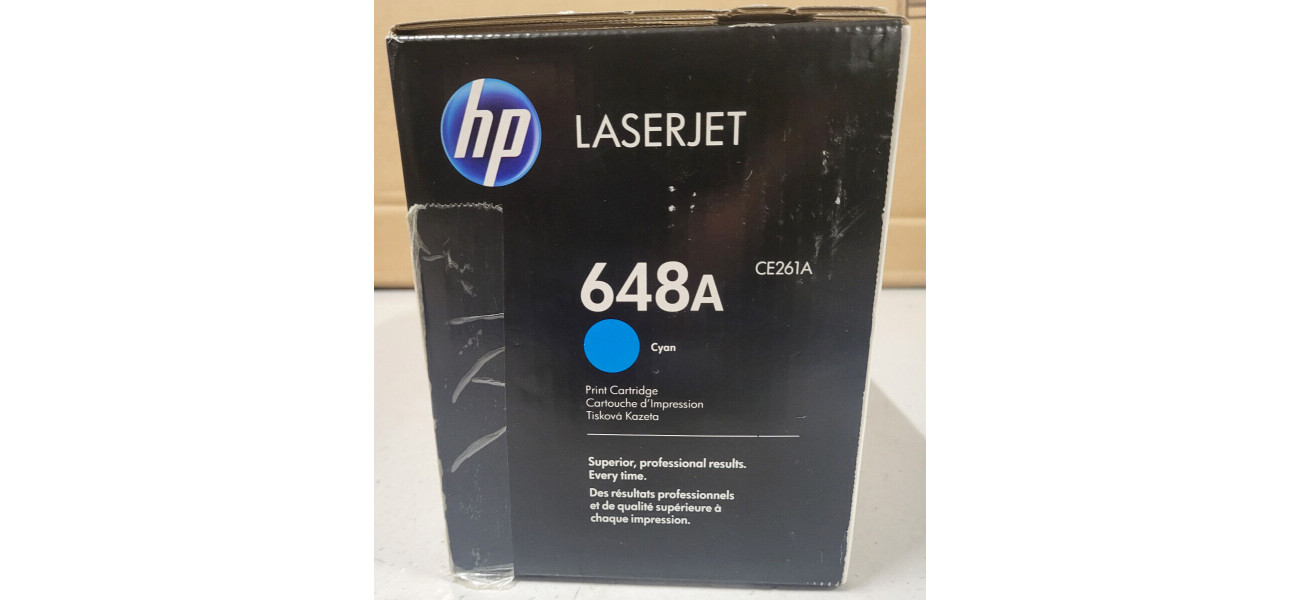 hp
LASERJET
648A
CE261A
Cyan
Print Cartridge
Cartouche d'Impression
Tisková Kazeta
Superior, professional results.
Every time.
Des résultats professionnels
et de qualité supérieure à
chaque impression.